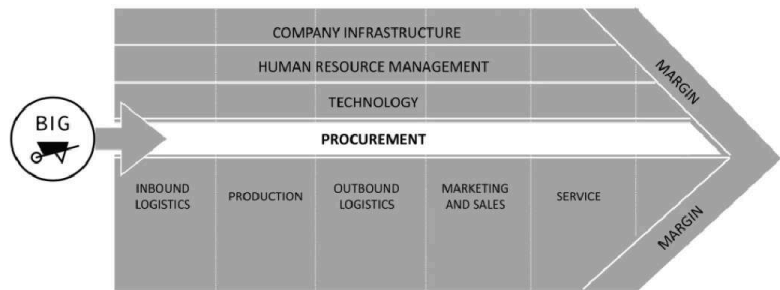 COMPANY INFRASTRUCTURE
HUMAN RESOURCE MANAGEMENT
TECHNOLOGY
BIG
PROCUREMENT
INBOUND
LOGISTICS
PRODUCTION
OUTBOUND
LOGISTICS
MARKETING
AND SALES
SERVICE
MARGIN
MARGIN